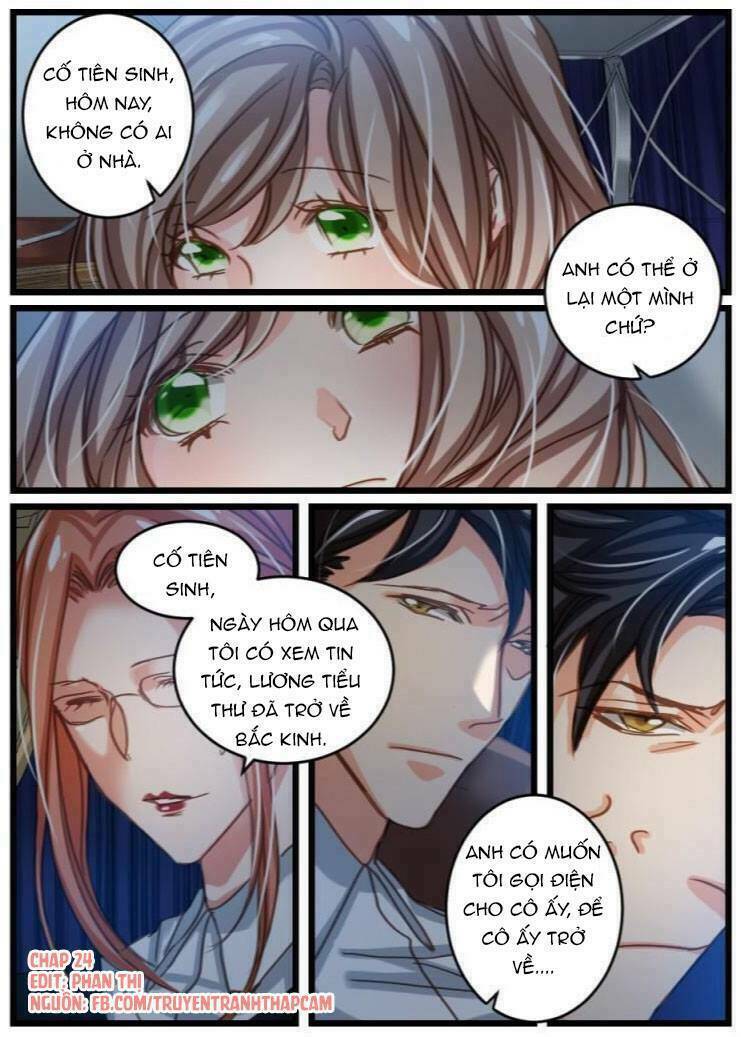 CỐ TIÊN SINH,
HÔM NAY,
KHÔNG CÓ AI
Ở NHÀ.
ANH CÓ THỂ Ở
LẠI MỘT MÌNH
CHỨ?
CỐ TIÊN
SINH,
NGÀY HÔM QUA
TÔI CÓ XEM TIN
TỨC, LƯƠNG TIỂU
THƯ ĐÃ TRỞ VỀ
BẮC KINH.
ANH CÓ MUỐN
TÔI GỌI ĐIỆN
CHO CÔ ẤY, ĐỂ
CÔ ẤY TRỞ
VỀ....
CHAP 24
EDIT: PHAN THI
NGUỒN: FB.COM/TRUYENTRANHTHAPCAM